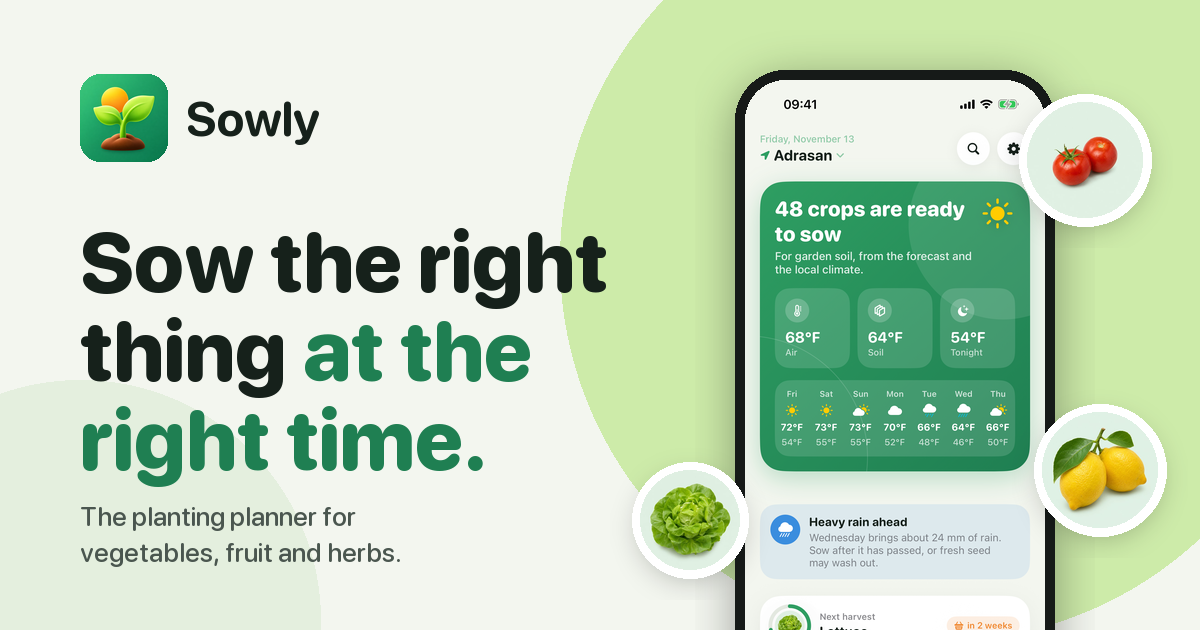 Sowly
Sow the right
thing at the
right time.
The planting planner for
vegetables, fruit and herbs.
09:41
Friday, November 13
Adrasan
48 crops are ready
to sow
For garden soil, from the forecast and
the local climate.
68°F 64°F 54°F
Air Soil Tonight
Fri Sat Sun Mon Tue Wed Thu
72°F 73°F 73°F 70°F 66°F 64°F 66°F
54°F 55°F 55°F 52°F 48°F 46°F 50°F
Heavy rain ahead
Wednesday brings about 24 mm of rain.
Sow after it has passed, or fresh seed
may wash out.
Next harvest
in 2 weeks